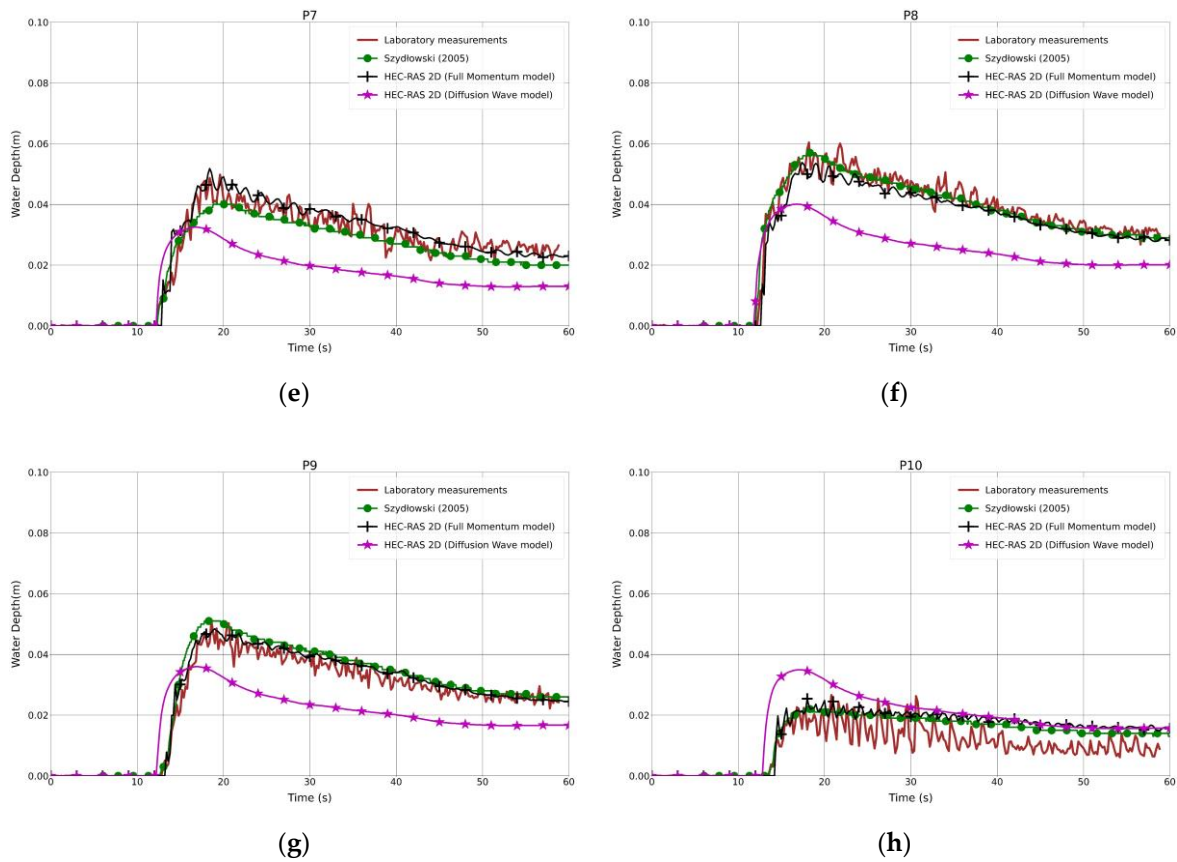 P7
0.10
0.08
0.06
0.04
0.02
0.00
Water Depth(m)
Laboratory measurements
Szydłowski (2005)
HEC-RAS 2D (Full Momentum model)
HEC-RAS 2D (Diffusion Wave model)
0 10 20 30 40 50 60
Time (s)
(e)
P8
0.10
0.08
0.06
0.04
0.02
0.00
Water Depth(m)
Laboratory measurements
Szydłowski (2005)
HEC-RAS 2D (Full Momentum model)
HEC-RAS 2D (Diffusion Wave model)
0 10 20 30 40 50 60
Time (s)
(f)
P9
0.10
0.08
0.06
0.04
0.02
0.00
Water Depth(m)
Laboratory measurements
Szydłowski (2005)
HEC-RAS 2D (Full Momentum model)
HEC-RAS 2D (Diffusion Wave model)
0 10 20 30 40 50 60
Time (s)
(g)
P10
0.10
0.08
0.06
0.04
0.02
0.00
Water Depth(m)
Laboratory measurements
Szydłowski (2005)
HEC-RAS 2D (Full Momentum model)
HEC-RAS 2D (Diffusion Wave model)
0 10 20 30 40 50 60
Time (s)
(h)